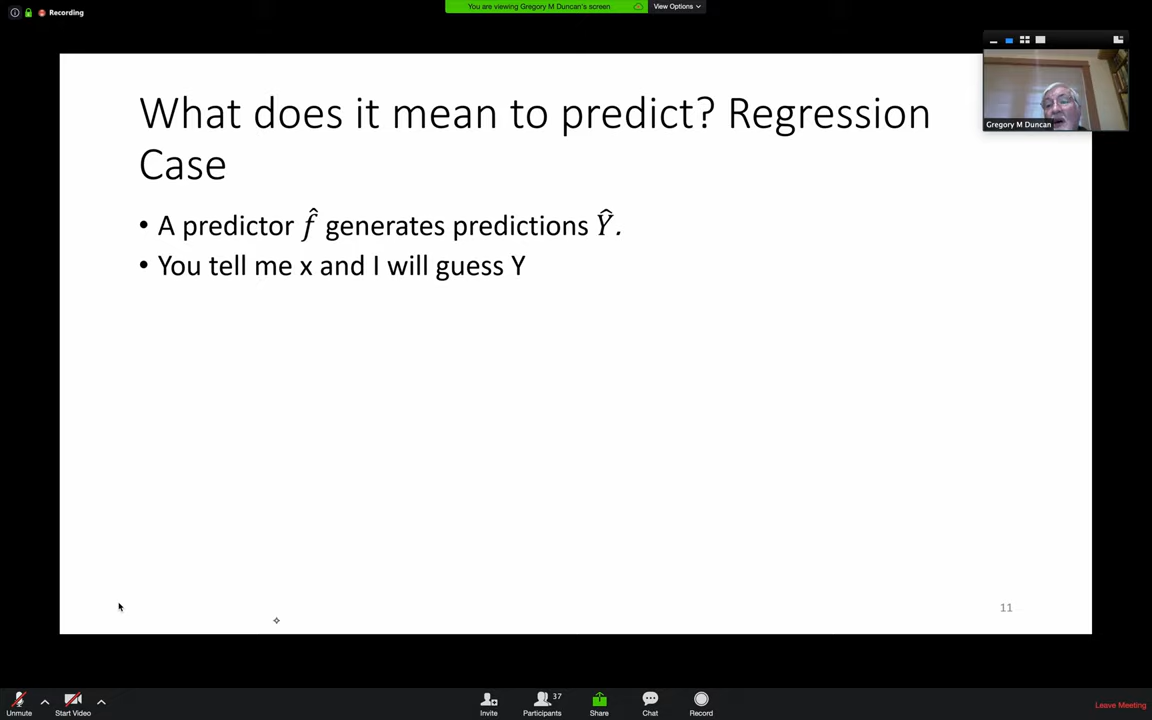 Recording
You are viewing Gregory M Duncan's screen
View Options
Gregory M Duncan
What does it mean to predict? Regression
Case
• A predictor f̂ generates predictions Ŷ.
• You tell me x and I will guess Y
11
Unmute
Start Video
Invite
37
Participants
Share
Chat
Record
Leave Meeting